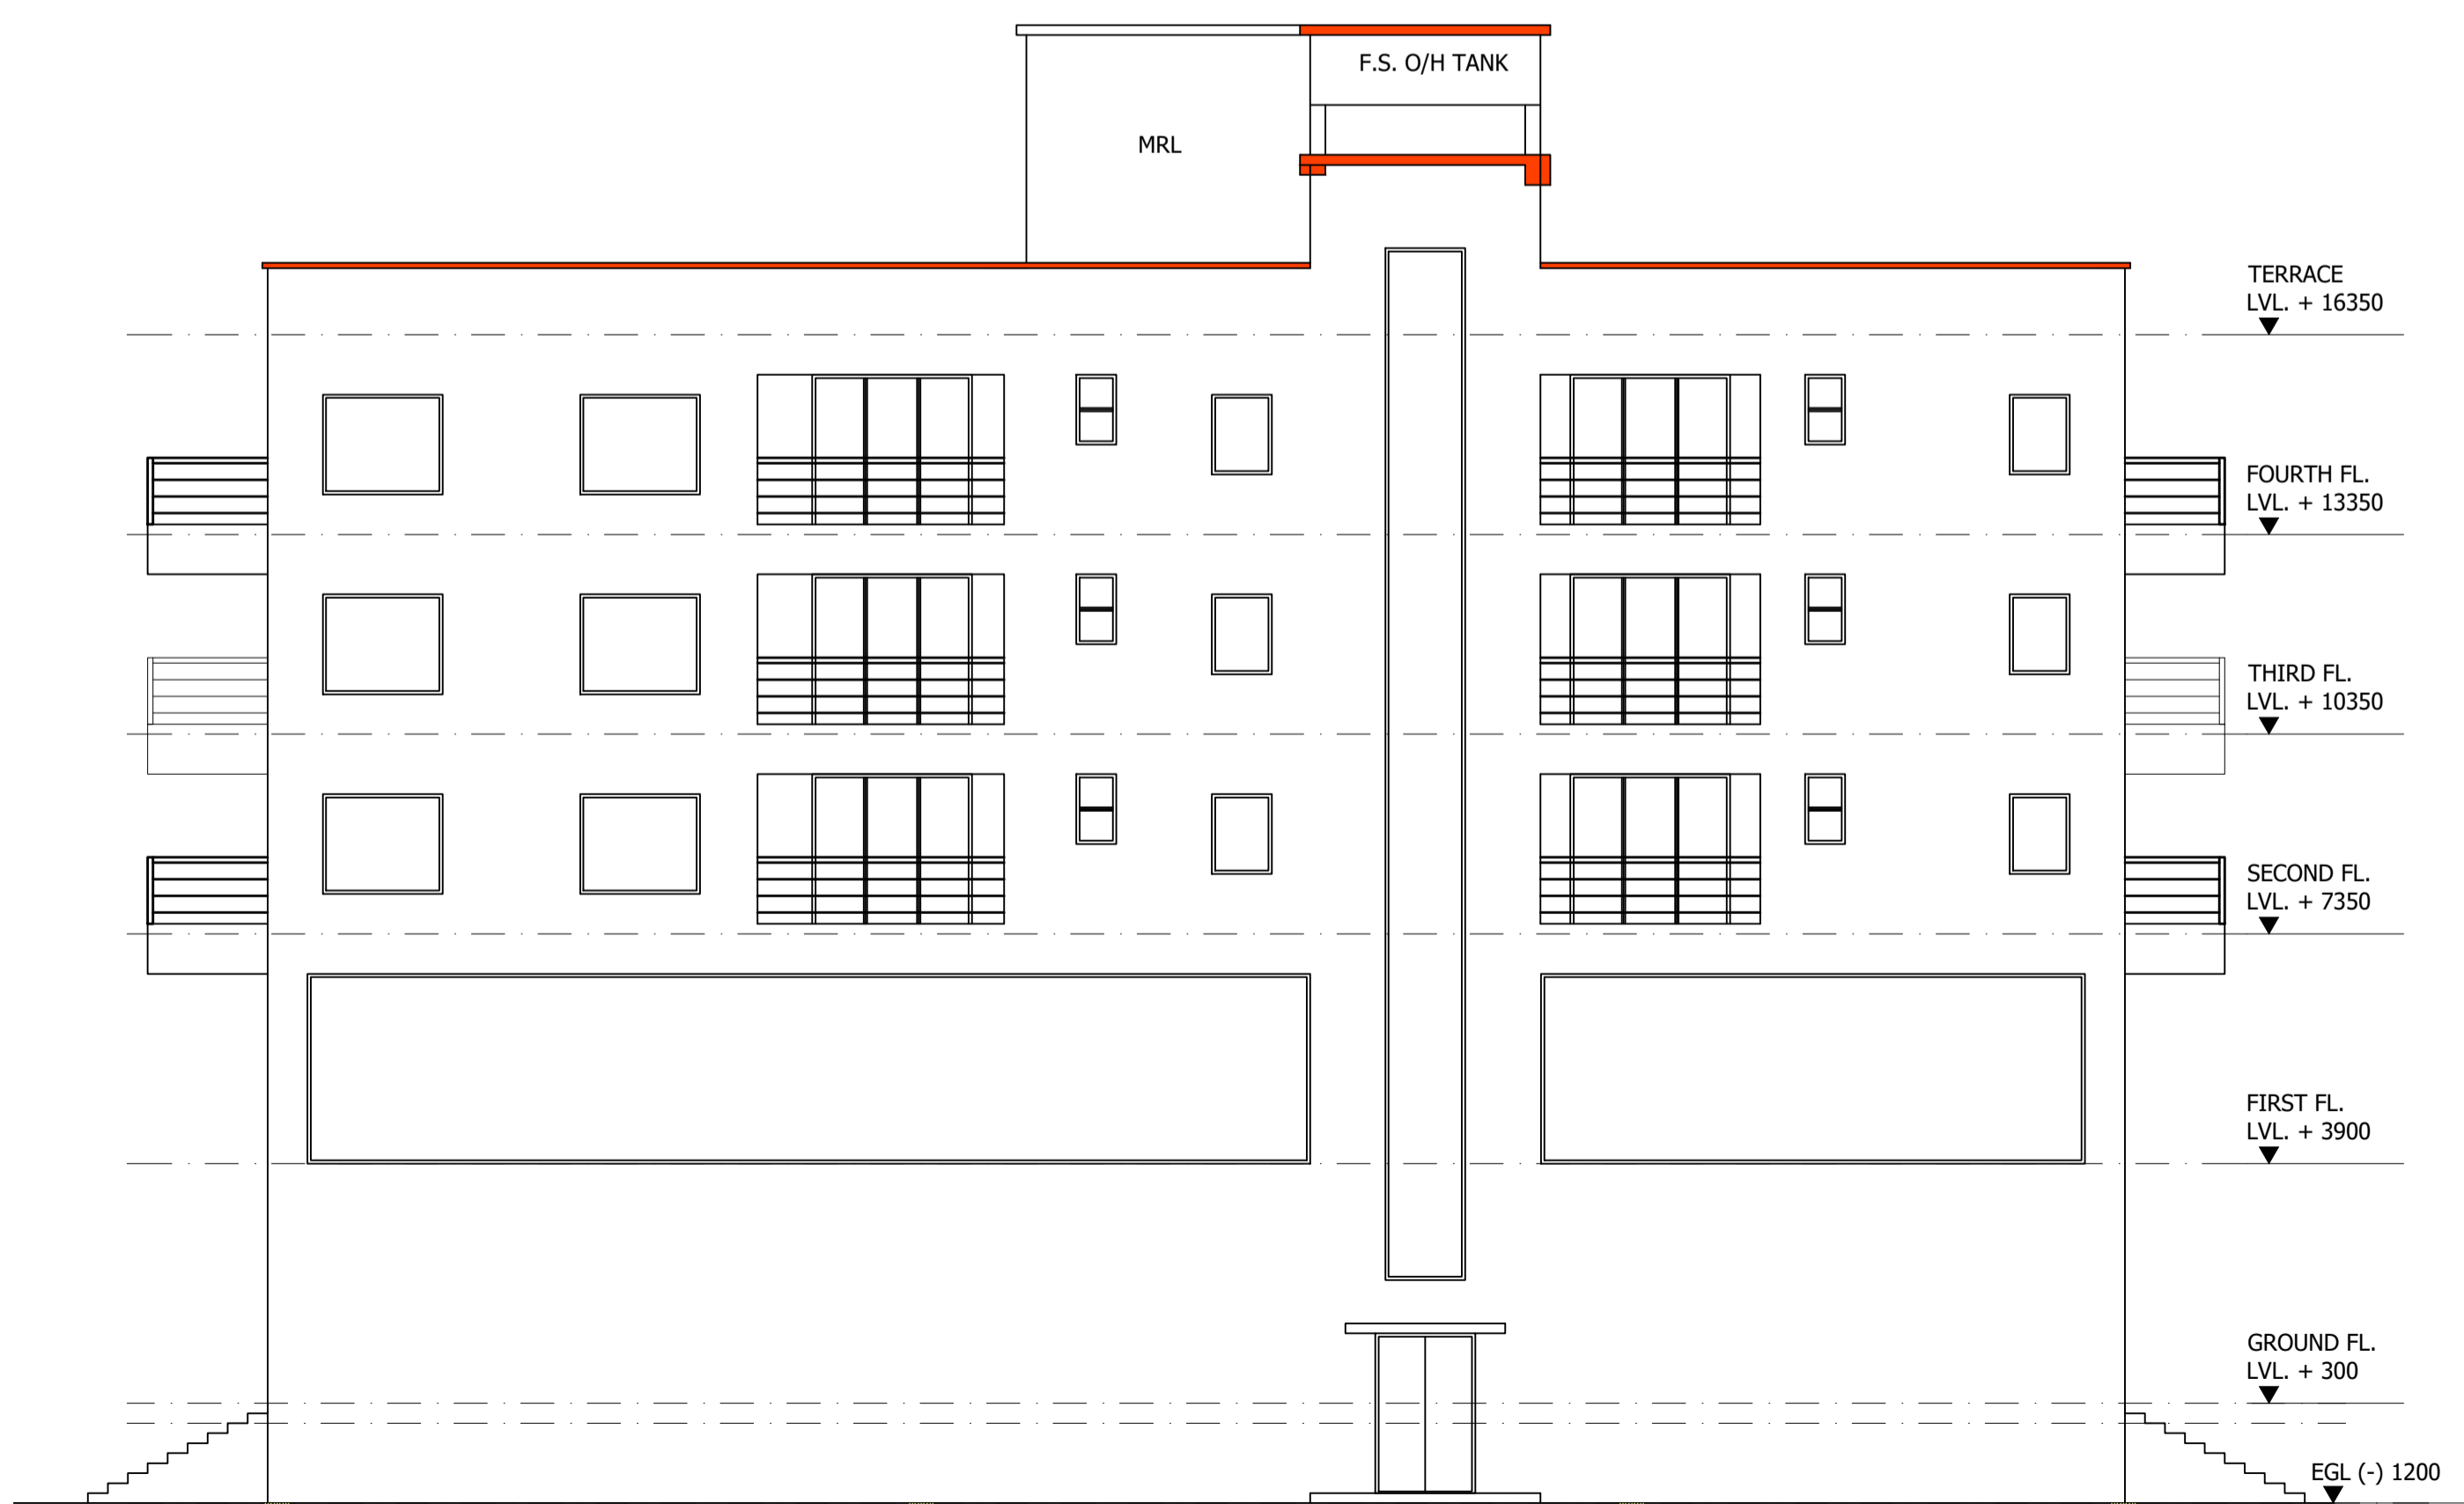 F.S. O/H TANK
MRL
TERRACE
LVL. + 16350
FOURTH FL.
LVL. + 13350
THIRD FL.
LVL. + 10350
SECOND FL.
LVL. + 7350
FIRST FL.
LVL. + 3900
GROUND FL.
LVL. + 300
EGL (-) 1200